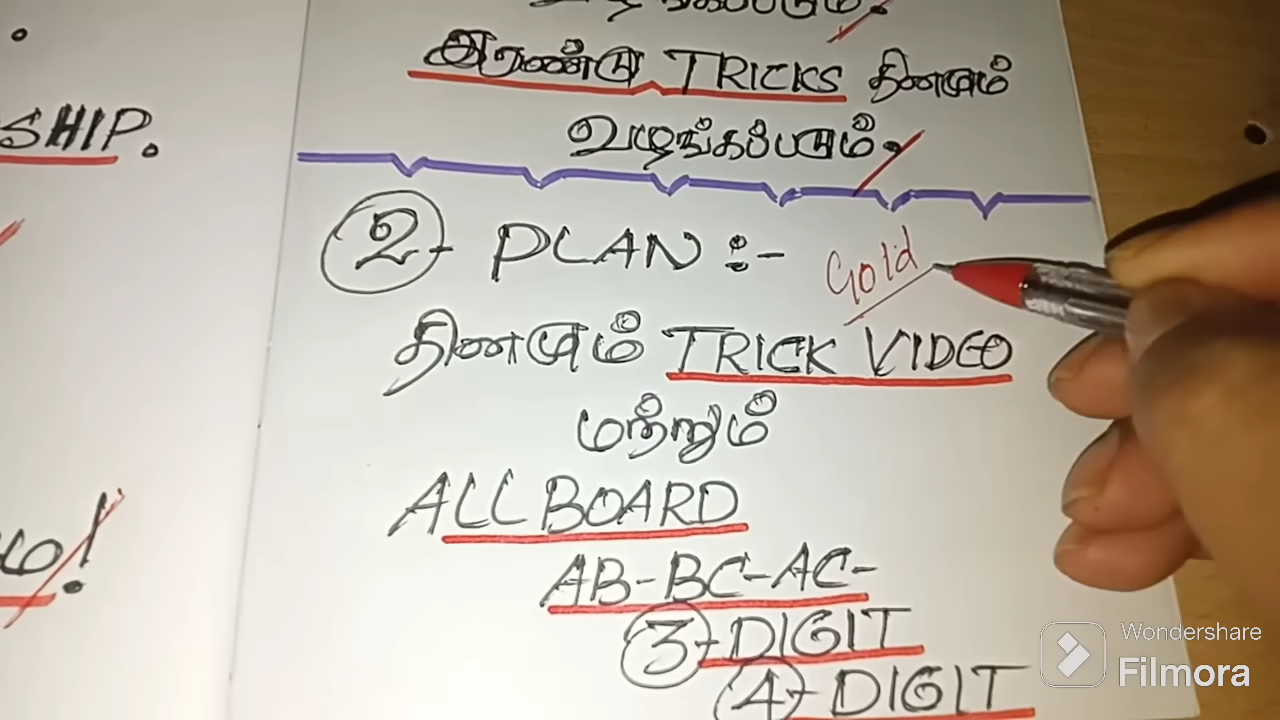 SHIP.
இரண்டு TRICKS தினமும்
வழங்கப்படும்.
2 - PLAN :- Gold
தினமும் TRICK VIDEO
மற்றும்
ALL BOARD
AB-BC-AC-
3 - DIGIT
4 - DIGIT
Wondershare
Filmora